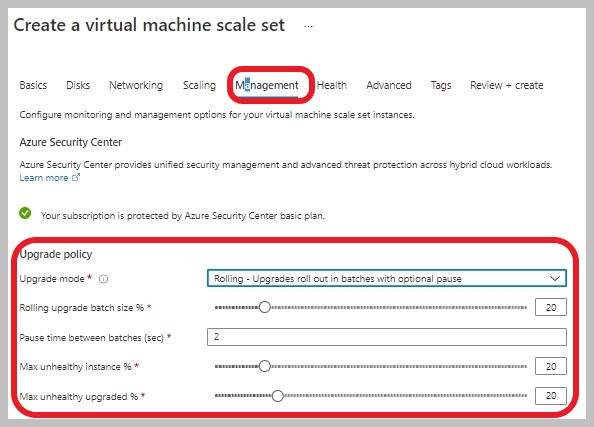 Create a virtual machine scale set ...
Basics Disks Networking Scaling Management Health Advanced Tags Review + create
Configure monitoring and management options for your virtual machine scale set instances.
Azure Security Center
Azure Security Center provides unified security management and advanced threat protection across hybrid cloud workloads.
Learn more
Your subscription is protected by Azure Security Center basic plan.
Upgrade policy
Upgrade mode * Rolling - Upgrades roll out in batches with optional pause
Rolling upgrade batch size % * 20
Pause time between batches (sec) * 2
Max unhealthy instance % * 20
Max unhealthy upgraded % * 20